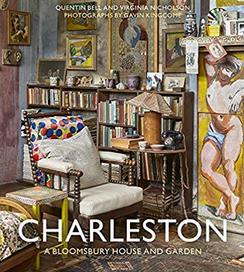 QUENTIN BELL AND VIRGINIA NICHOLSON
PHOTOGRAPHS BY GAVIN KINGCOME
CHARLESTON
A BLOOMSBURY HOUSE AND GARDEN